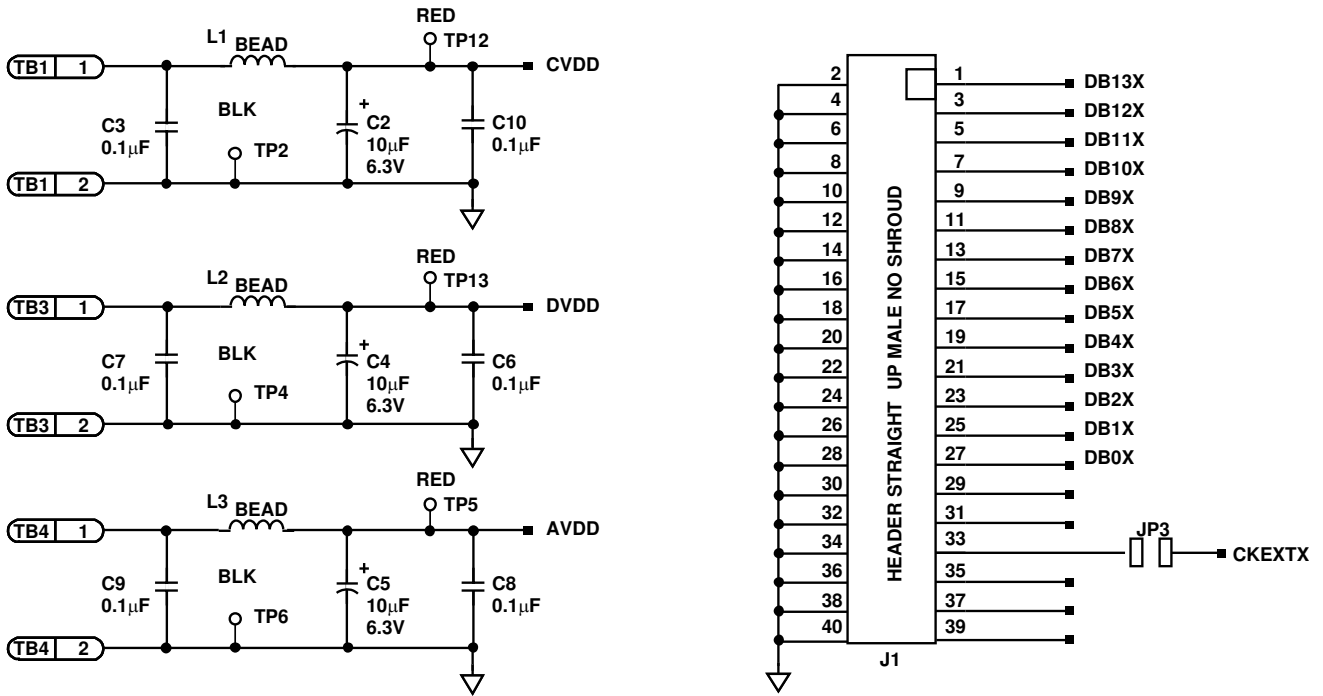 RED
L1 BEAD TP12
TB1 1 CVDD
C3 0.1µF
BLK
TP2
+
C2
10µF
6.3V
C10
0.1µF
TB1 2
RED
L2 BEAD TP13
TB3 1 DVDD
C7
0.1µF
BLK
TP4
+
C4
10µF
6.3V
C6
0.1µF
TB3 2
RED
L3 BEAD TP5
TB4 1 AVDD
C9
0.1µF
BLK
TP6
+
C5
10µF
6.3V
C8
0.1µF
TB4 2
2 1 DB13X
4 3 DB12X
6 5 DB11X
8 7 DB10X
10 9 DB9X
12 11 DB8X
14 13 DB7X
16 15 DB6X
18 17 DB5X
20 19 DB4X
22 21 DB3X
24 23 DB2X
26 25 DB1X
28 27 DB0X
30 29
32 31
34 33 JP3 CKEXTX
36 35
38 37
40 39
HEADER STRAIGHT UP MALE NO SHROUD
J1